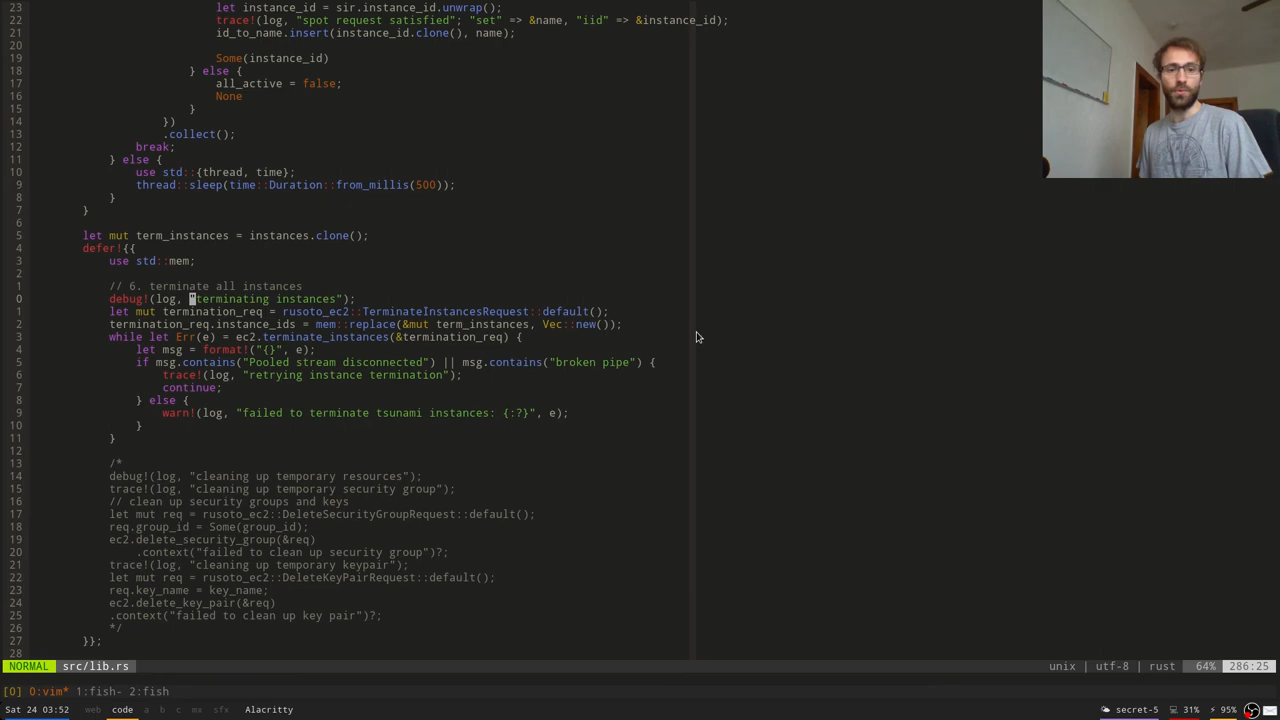 23                             let instance_id = sir.instance_id.unwrap();
22                             trace!(log, "spot request satisfied"; "set" => &name, "iid" => &instance_id);
21                             id_to_name.insert(instance_id.clone(), name);
20
19                             Some(instance_id)
18                         } else {
17                             all_active = false;
16                             None
15                         }
14                     })
13                     .collect();
12                 break;
11             } else {
10                 use std::{thread, time};
9                 thread::sleep(time::Duration::from_millis(500));
8             }
7         }
6
5         let mut term_instances = instances.clone();
4         defer!{{
3             use std::mem;
2
1             // 6. terminate all instances
0             debug!(log, "terminating instances");
1             let mut termination_req = rusoto_ec2::TerminateInstancesRequest::default();
2             termination_req.instance_ids = mem::replace(&mut term_instances, Vec::new());
3             while let Err(e) = ec2.terminate_instances(&termination_req) {
4                 let msg = format!("{}", e);
5                 if msg.contains("Pooled stream disconnected") || msg.contains("broken pipe") {
6                     trace!(log, "retrying instance termination");
7                     continue;
8                 } else {
9                     warn!(log, "failed to terminate tsunami instances: {:?}", e);
10                 }
11             }
12
13             /*
14             debug!(log, "cleaning up temporary resources");
15             trace!(log, "cleaning up temporary security group");
16             // clean up security groups and keys
17             let mut req = rusoto_ec2::DeleteSecurityGroupRequest::default();
18             req.group_id = Some(group_id);
19             ec2.delete_security_group(&req)
20                 .context("failed to clean up security group")?;
21             trace!(log, "cleaning up temporary keypair");
22             let mut req = rusoto_ec2::DeleteKeyPairRequest::default();
23             req.key_name = key_name;
24             ec2.delete_key_pair(&req)
25             .context("failed to clean up key pair")?;
26             */
27         }};
28
NORMAL src/lib.rs unix | utf-8 | rust 64% 286:25
[0] 0:vim* 1:fish- 2:fish
Sat 24 03:52 web code a b c mx sfx Alacritty secret-5 31% 95%